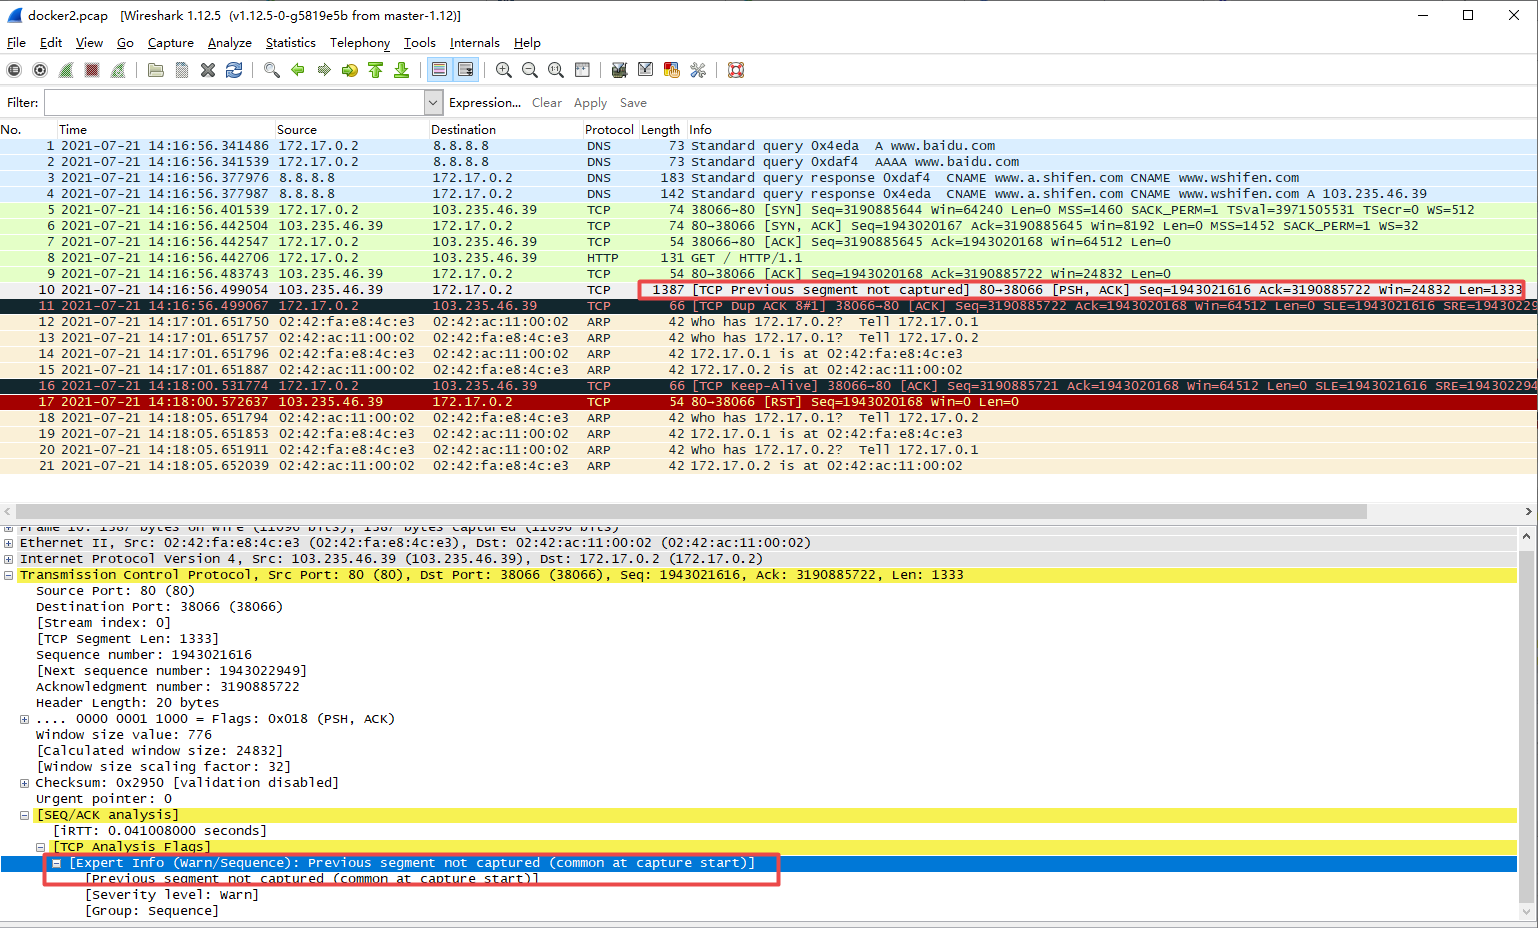 docker2.pcap   [Wireshark 1.12.5  (v1.12.5-0-g5819e5b from master-1.12)]
File Edit View Go Capture Analyze Statistics Telephony Tools Internals Help
Filter: Expression... Clear Apply Save
No. Time Source Destination Protocol Length Info
1 2021-07-21 14:16:56.341486 172.17.0.2 8.8.8.8 DNS 73 Standard query 0x4eda  A www.baidu.com
2 2021-07-21 14:16:56.341539 172.17.0.2 8.8.8.8 DNS 73 Standard query 0xdaf4  AAAA www.baidu.com
3 2021-07-21 14:16:56.377976 8.8.8.8 172.17.0.2 DNS 183 Standard query response 0xdaf4  CNAME www.a.shifen.com CNAME www.wshifen.com
4 2021-07-21 14:16:56.377987 8.8.8.8 172.17.0.2 DNS 142 Standard query response 0x4eda  CNAME www.a.shifen.com CNAME www.wshifen.com A 103.235.46.39
5 2021-07-21 14:16:56.401539 172.17.0.2 103.235.46.39 TCP 74 38066→80 [SYN] Seq=3190885644 Win=64240 Len=0 MSS=1460 SACK_PERM=1 TSval=3971505531 TSecr=0 WS=512
6 2021-07-21 14:16:56.442504 103.235.46.39 172.17.0.2 TCP 74 80→38066 [SYN, ACK] Seq=1943020167 Ack=3190885645 Win=8192 Len=0 MSS=1452 SACK_PERM=1 WS=32
7 2021-07-21 14:16:56.442547 172.17.0.2 103.235.46.39 TCP 54 38066→80 [ACK] Seq=3190885645 Ack=1943020168 Win=64512 Len=0
8 2021-07-21 14:16:56.442706 172.17.0.2 103.235.46.39 HTTP 131 GET / HTTP/1.1
9 2021-07-21 14:16:56.483743 103.235.46.39 172.17.0.2 TCP 54 80→38066 [ACK] Seq=1943020168 Ack=3190885722 Win=24832 Len=0
10 2021-07-21 14:16:56.499054 103.235.46.39 172.17.0.2 TCP 1387 [TCP Previous segment not captured] 80→38066 [PSH, ACK] Seq=1943021616 Ack=3190885722 Win=24832 Len=1333
11 2021-07-21 14:16:56.499067 172.17.0.2 103.235.46.39 TCP 66 [TCP Dup ACK 8#1] 38066→80 [ACK] Seq=3190885722 Ack=1943020168 Win=64512 Len=0 SLE=1943021616 SRE=19430229
12 2021-07-21 14:17:01.651750 02:42:fa:e8:4c:e3 02:42:ac:11:00:02 ARP 42 Who has 172.17.0.2?  Tell 172.17.0.1
13 2021-07-21 14:17:01.651757 02:42:ac:11:00:02 02:42:fa:e8:4c:e3 ARP 42 Who has 172.17.0.1?  Tell 172.17.0.2
14 2021-07-21 14:17:01.651796 02:42:fa:e8:4c:e3 02:42:ac:11:00:02 ARP 42 172.17.0.1 is at 02:42:fa:e8:4c:e3
15 2021-07-21 14:17:01.651887 02:42:ac:11:00:02 02:42:fa:e8:4c:e3 ARP 42 172.17.0.2 is at 02:42:ac:11:00:02
16 2021-07-21 14:18:00.531774 172.17.0.2 103.235.46.39 TCP 66 [TCP Keep-Alive] 38066→80 [ACK] Seq=3190885721 Ack=1943020168 Win=64512 Len=0 SLE=1943021616 SRE=194302294
17 2021-07-21 14:18:00.572637 103.235.46.39 172.17.0.2 TCP 54 80→38066 [RST] Seq=1943020168 Win=0 Len=0
18 2021-07-21 14:18:05.651794 02:42:ac:11:00:02 02:42:fa:e8:4c:e3 ARP 42 Who has 172.17.0.1?  Tell 172.17.0.2
19 2021-07-21 14:18:05.651853 02:42:fa:e8:4c:e3 02:42:ac:11:00:02 ARP 42 172.17.0.1 is at 02:42:fa:e8:4c:e3
20 2021-07-21 14:18:05.651911 02:42:fa:e8:4c:e3 02:42:ac:11:00:02 ARP 42 Who has 172.17.0.2?  Tell 172.17.0.1
21 2021-07-21 14:18:05.652039 02:42:ac:11:00:02 02:42:fa:e8:4c:e3 ARP 42 172.17.0.2 is at 02:42:ac:11:00:02
Frame 10: 1387 bytes on wire (11096 bits), 1387 bytes captured (11096 bits)
Ethernet II, Src: 02:42:fa:e8:4c:e3 (02:42:fa:e8:4c:e3), Dst: 02:42:ac:11:00:02 (02:42:ac:11:00:02)
Internet Protocol Version 4, Src: 103.235.46.39 (103.235.46.39), Dst: 172.17.0.2 (172.17.0.2)
Transmission Control Protocol, Src Port: 80 (80), Dst Port: 38066 (38066), Seq: 1943021616, Ack: 3190885722, Len: 1333
Source Port: 80 (80)
Destination Port: 38066 (38066)
[Stream index: 0]
[TCP Segment Len: 1333]
Sequence number: 1943021616
[Next sequence number: 1943022949]
Acknowledgment number: 3190885722
Header Length: 20 bytes
.... 0000 0001 1000 = Flags: 0x018 (PSH, ACK)
Window size value: 776
[Calculated window size: 24832]
[Window size scaling factor: 32]
Checksum: 0x2950 [validation disabled]
Urgent pointer: 0
[SEQ/ACK analysis]
[iRTT: 0.041008000 seconds]
[TCP Analysis Flags]
[Expert Info (Warn/Sequence): Previous segment not captured (common at capture start)]
[Previous segment not captured (common at capture start)]
[Severity level: Warn]
[Group: Sequence]